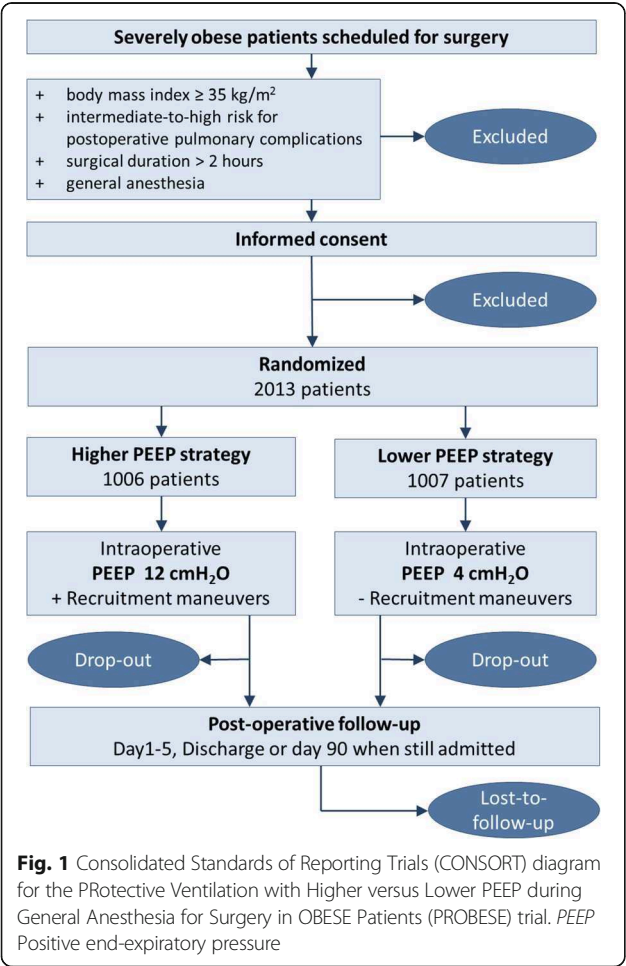 Severely obese patients scheduled for surgery
+ body mass index ≥ 35 kg/m²
+ intermediate-to-high risk for
postoperative pulmonary complications
+ surgical duration > 2 hours
+ general anesthesia
Excluded
Informed consent
Excluded
Randomized
2013 patients
Higher PEEP strategy
1006 patients
Lower PEEP strategy
1007 patients
Intraoperative
PEEP 12 cmH₂O
+ Recruitment maneuvers
Intraoperative
PEEP 4 cmH₂O
- Recruitment maneuvers
Drop-out
Drop-out
Post-operative follow-up
Day1-5, Discharge or day 90 when still admitted
Lost-to-
follow-up
Fig. 1 Consolidated Standards of Reporting Trials (CONSORT) diagram
for the PRotective Ventilation with Higher versus Lower PEEP during
General Anesthesia for Surgery in OBESE Patients (PROBESE) trial. PEEP
Positive end-expiratory pressure